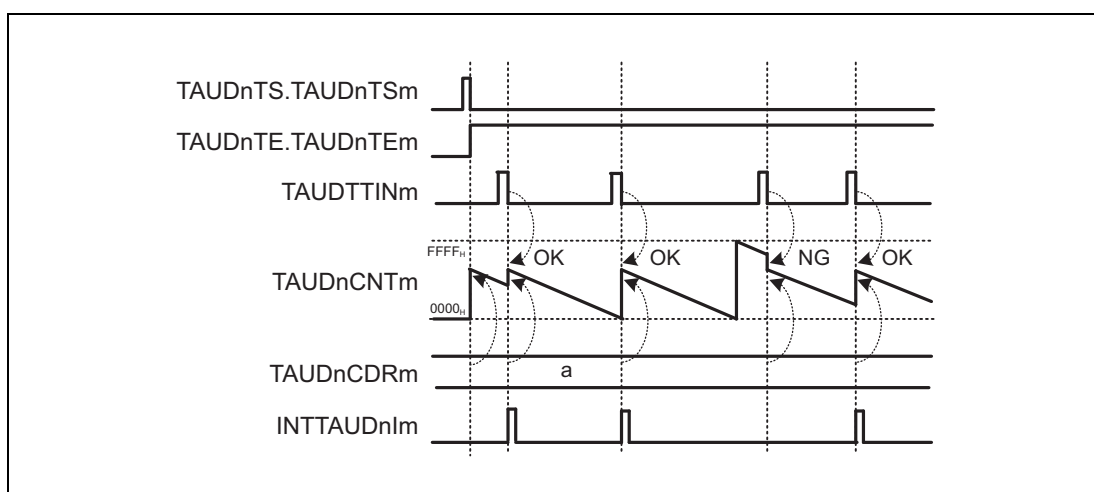 TAUDnTS.TAUDnTSm
TAUDnTE.TAUDnTEm
TAUDTTINm
FFFFH
OK
OK
NG
OK
TAUDnCNTm
0000H
TAUDnCDRm
a
INTTAUDnIm